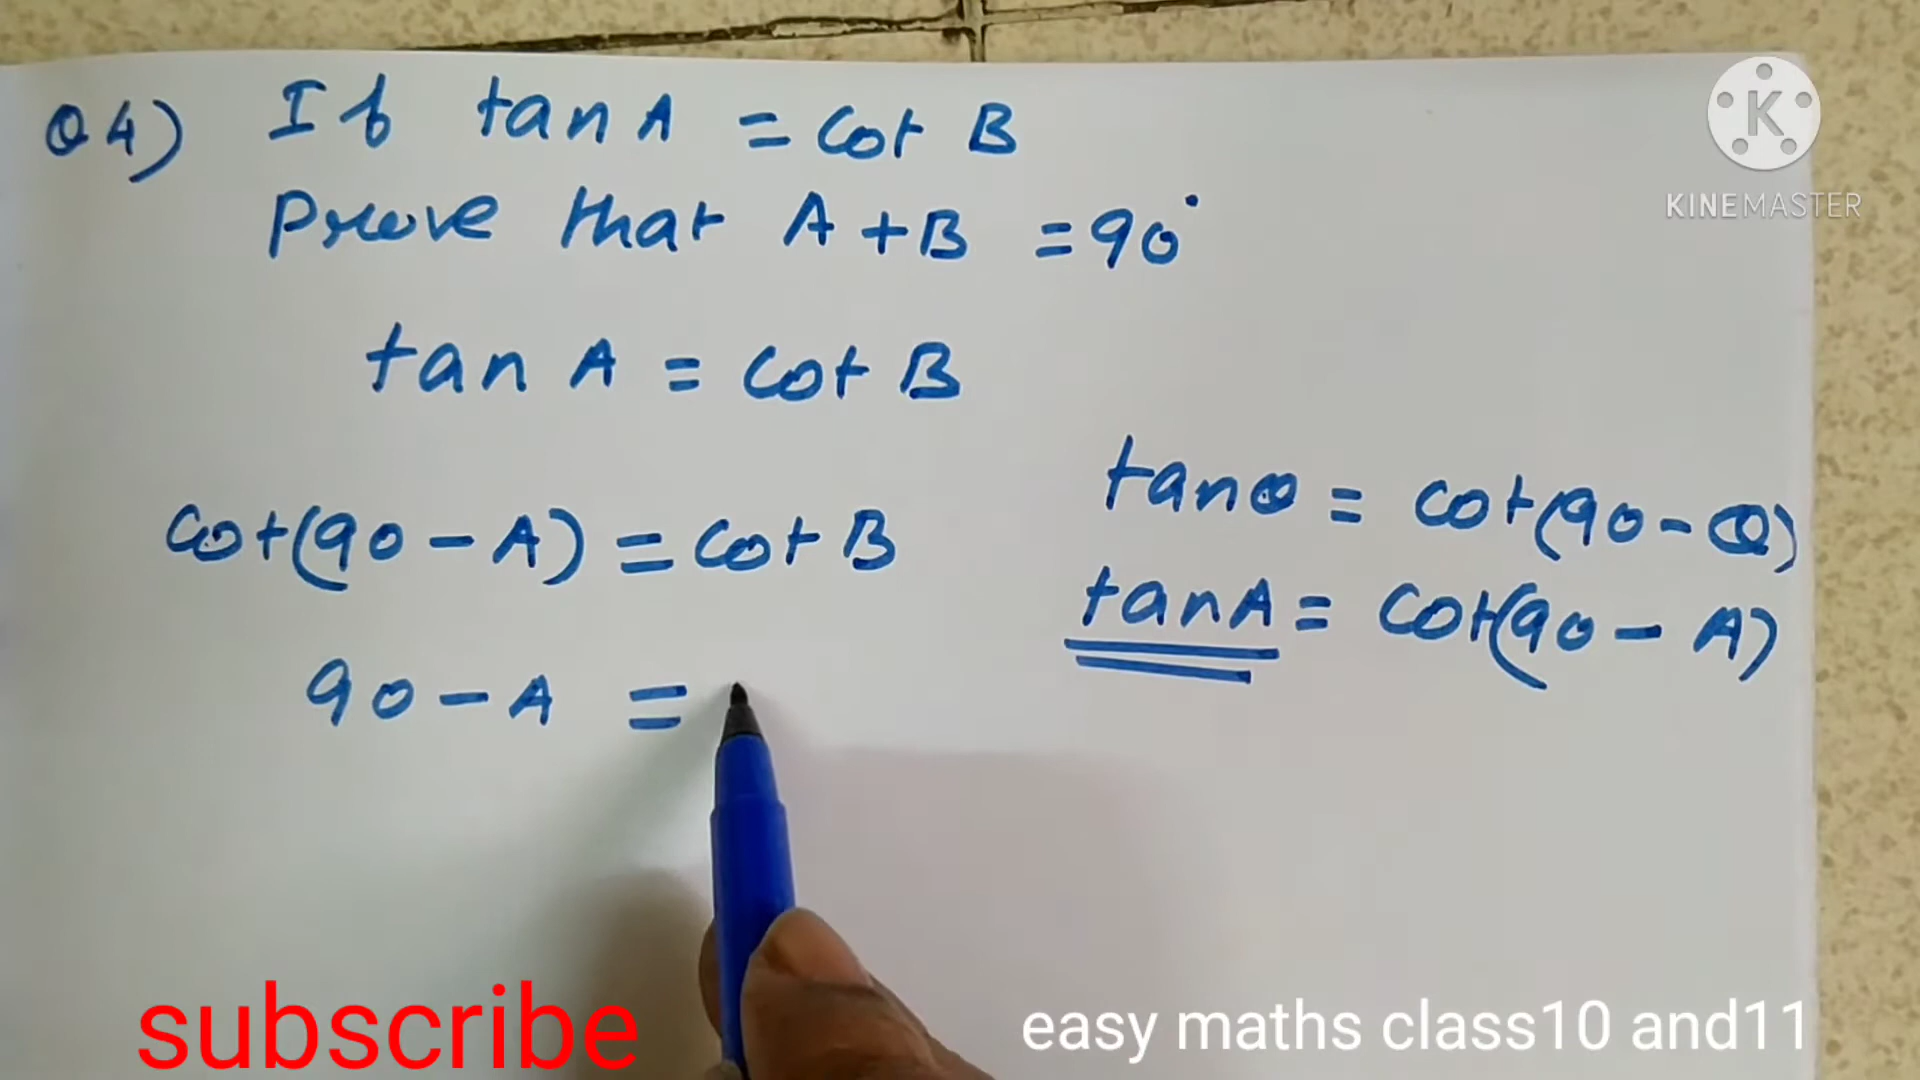 Q4) If tan A = cot B
Prove that A + B = 90°
tan A = cot B
cot(90 - A) = cot B
90 - A =
tanθ = cot(90 - θ)
tanA = cot(90 - A)
K
KINEMASTER
subscribe
easy maths class10 and11